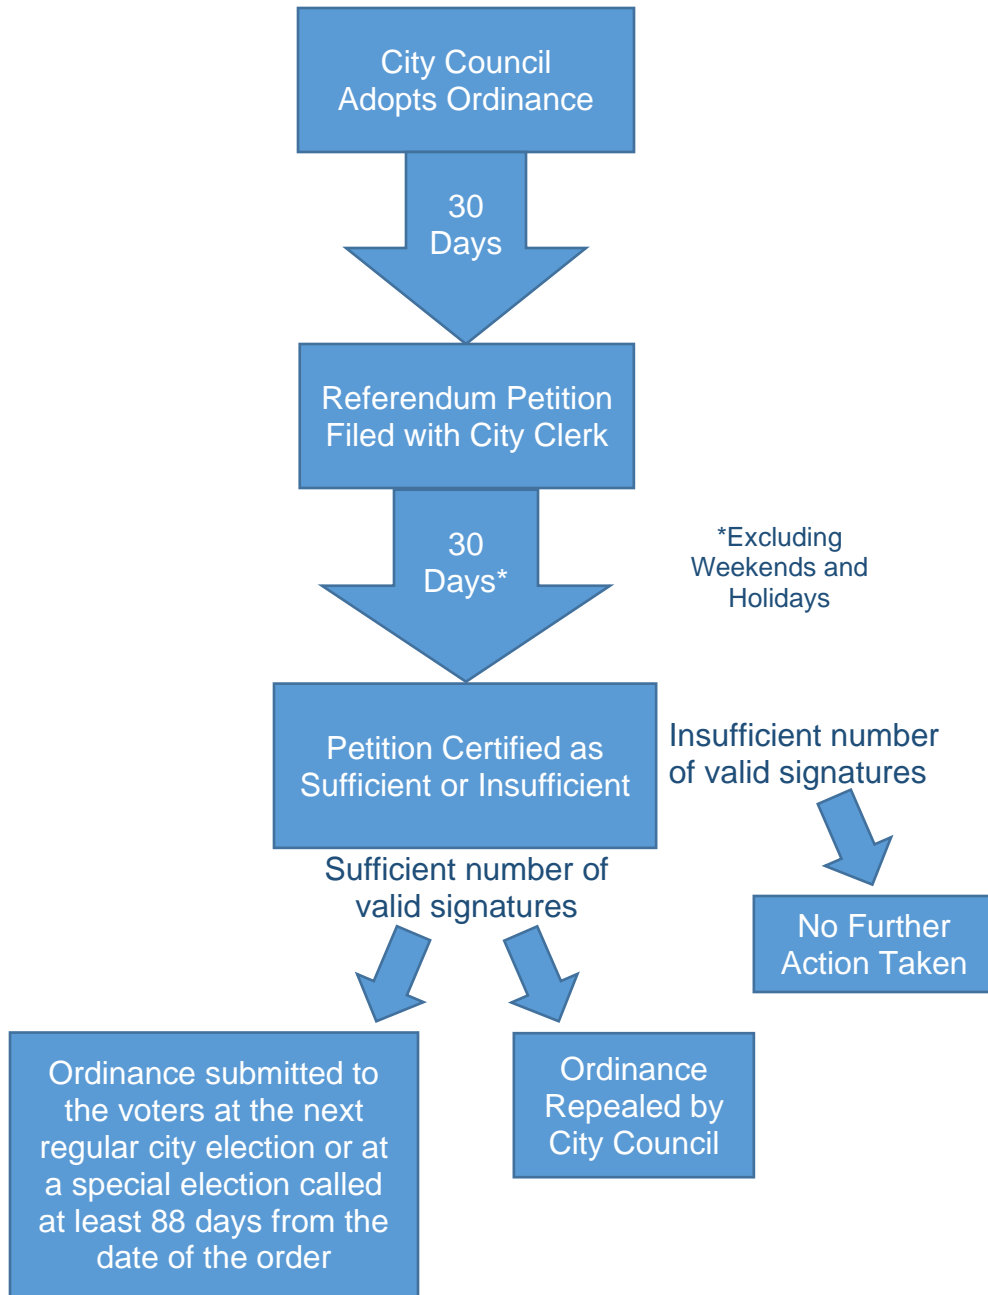 City Council
Adopts Ordinance
30
Days
Referendum Petition
Filed with City Clerk
30
Days*
*Excluding
Weekends and
Holidays
Petition Certified as
Sufficient or Insufficient
Insufficient number
of valid signatures
Sufficient number of
valid signatures
No Further
Action Taken
Ordinance submitted to
the voters at the next
regular city election or at
a special election called
at least 88 days from the
date of the order
Ordinance
Repealed by
City Council